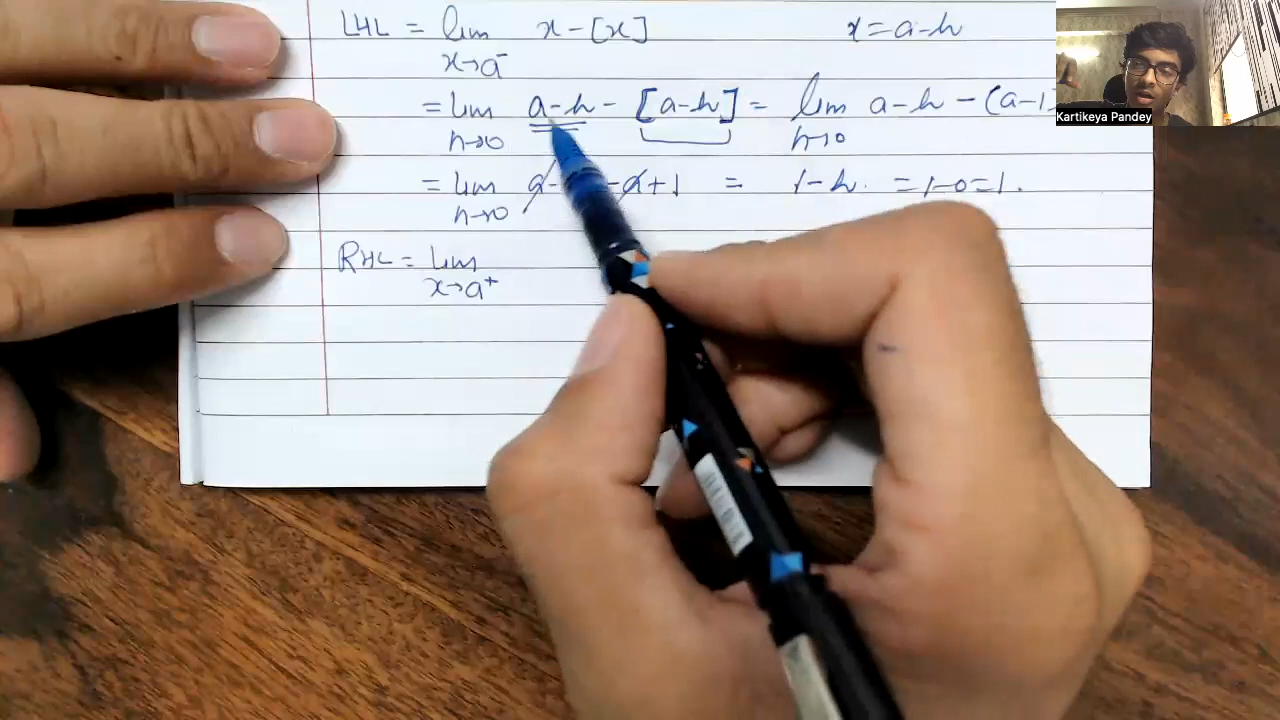 LHL = lim x - [x] x = a-h
x→a⁻
= lim a-h - [a-h] = lim a-h - (a-1)
h→0 h→0
= lim a- -a+1 = 1-h. = 1-0=1.
h→0
RHL = lim
x→a⁺
Kartikeya Pandey